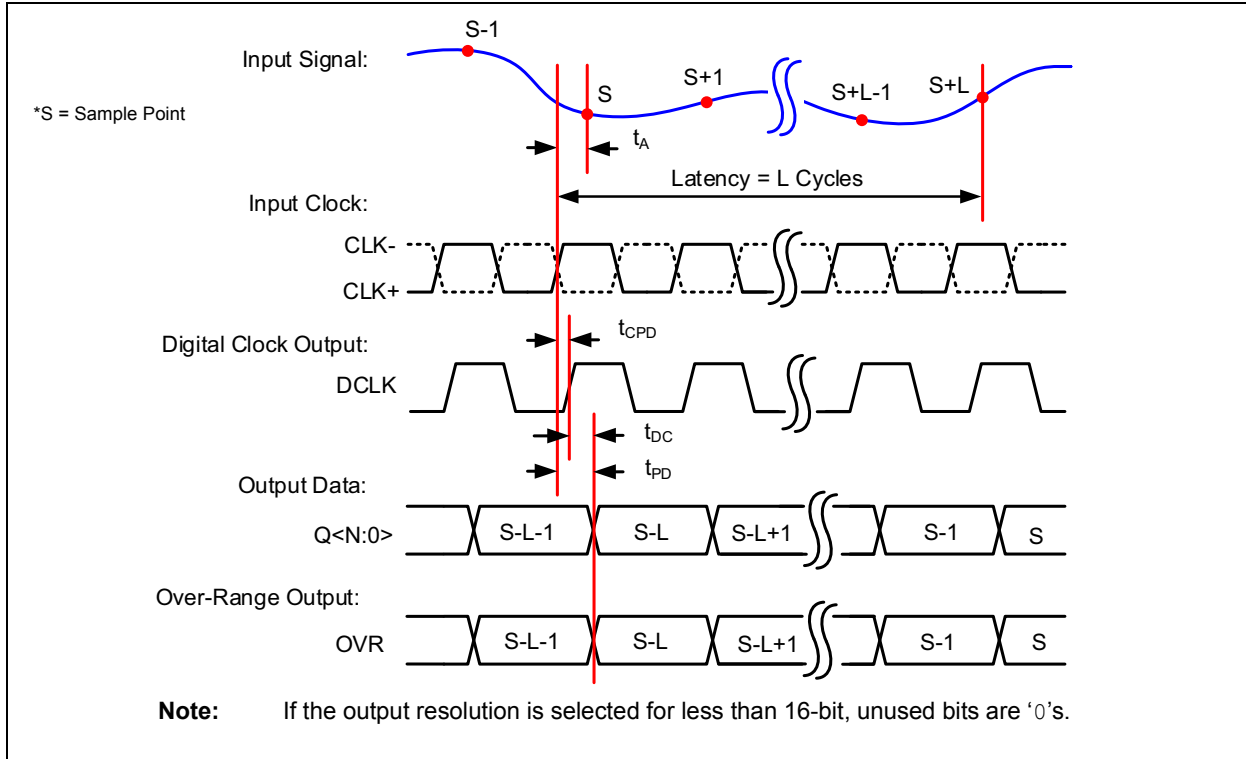 S-1
Input Signal:
S
S+1
S+L-1
S+L
*S = Sample Point
tA
Latency = L Cycles
Input Clock:
CLK-
CLK+
tCPD
Digital Clock Output:
DCLK
tDC
tPD
Output Data:
Q<N:0> S-L-1 S-L S-L+1 S-1 S
Over-Range Output:
OVR S-L-1 S-L S-L+1 S-1 S
Note: If the output resolution is selected for less than 16-bit, unused bits are ‘0’s.